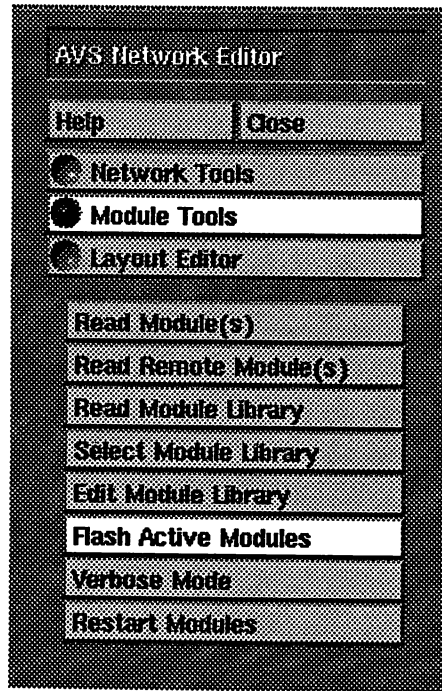 AVS Network Editor
Help Close
Network Tools
Module Tools
Layout Editor
Read Module(s)
Read Remote Module(s)
Read Module Library
Select Module Library
Edit Module Library
Flash Active Modules
Verbose Mode
Restart Modules